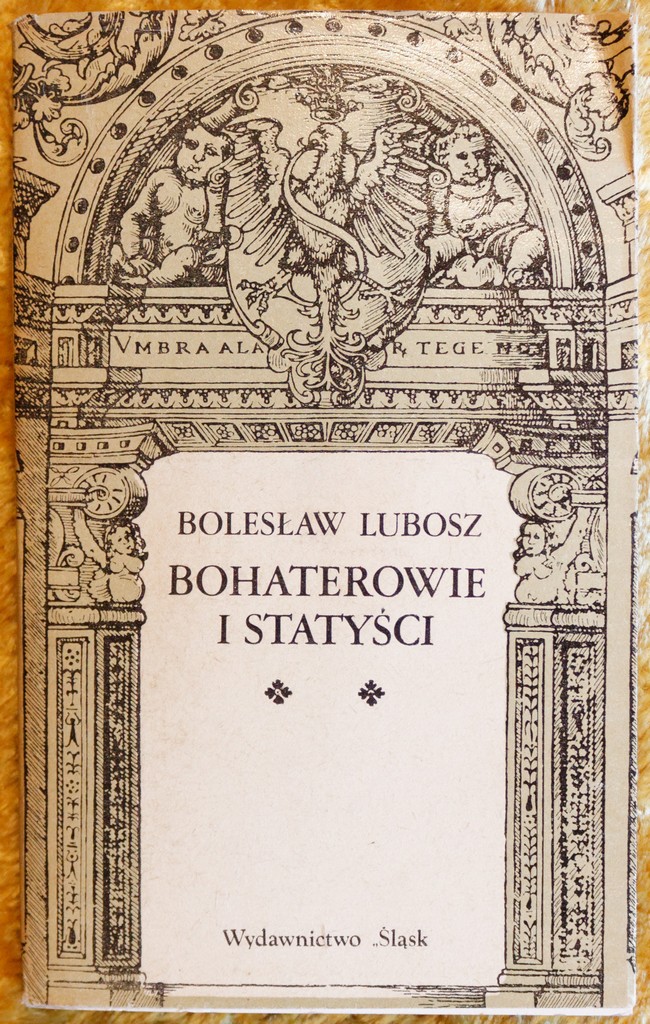 VMBRA ALA
TEGE
BOLESŁAW LUBOSZ
BOHATEROWIE
I STATYŚCI
Wydawnictwo „Śląsk